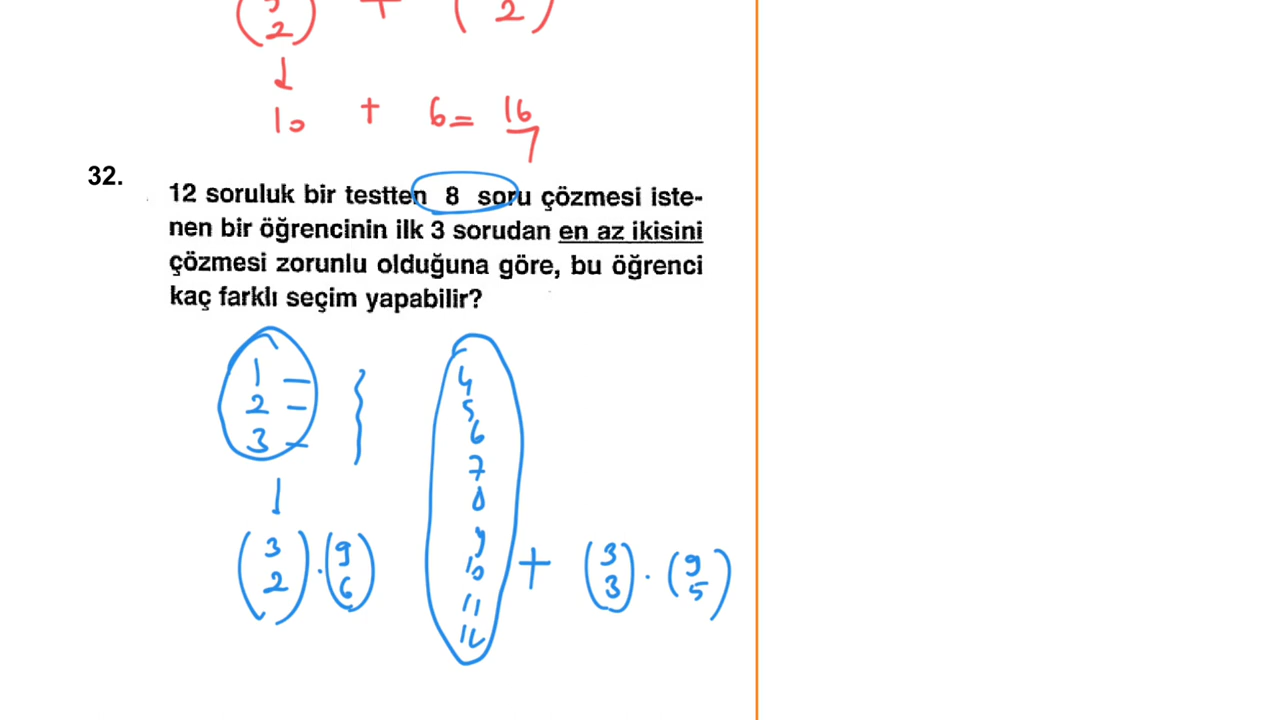 2 + 2
10 + 6 = 16
32.
12 soruluk bir testten 8 soru çözmesi iste-
nen bir öğrencinin ilk 3 sorudan en az ikisini
çözmesi zorunlu olduğuna göre, bu öğrenci
kaç farklı seçim yapabilir?
1
2
3
4
5
6
7
8
9
10
11
12
(3 2) · (9 6) + (3 3) · (9 5)